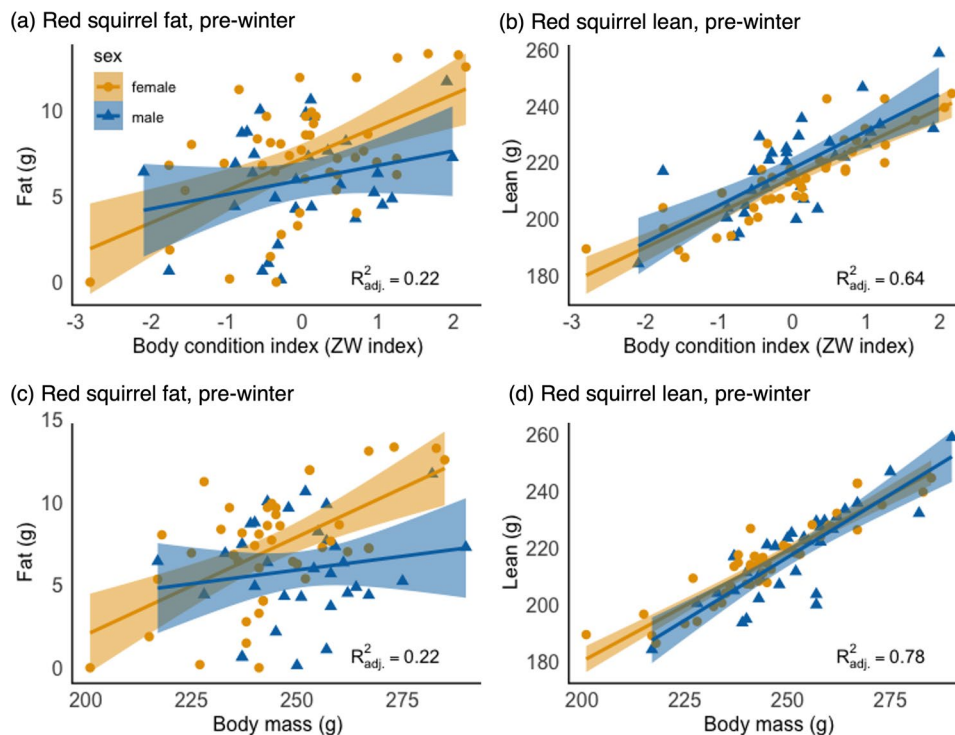 (a) Red squirrel fat, pre-winter
sex
female
male
Fat (g)
10
5
0
R²adj. = 0.22
-3 -2 -1 0 1 2
Body condition index (ZW index)
(b) Red squirrel lean, pre-winter
Lean (g)
260
240
220
200
180
R²adj. = 0.64
-3 -2 -1 0 1 2
Body condition index (ZW index)
(c) Red squirrel fat, pre-winter
Fat (g)
15
10
5
0
R²adj. = 0.22
200 225 250 275
Body mass (g)
(d) Red squirrel lean, pre-winter
Lean (g)
260
240
220
200
180
R²adj. = 0.78
200 225 250 275
Body mass (g)